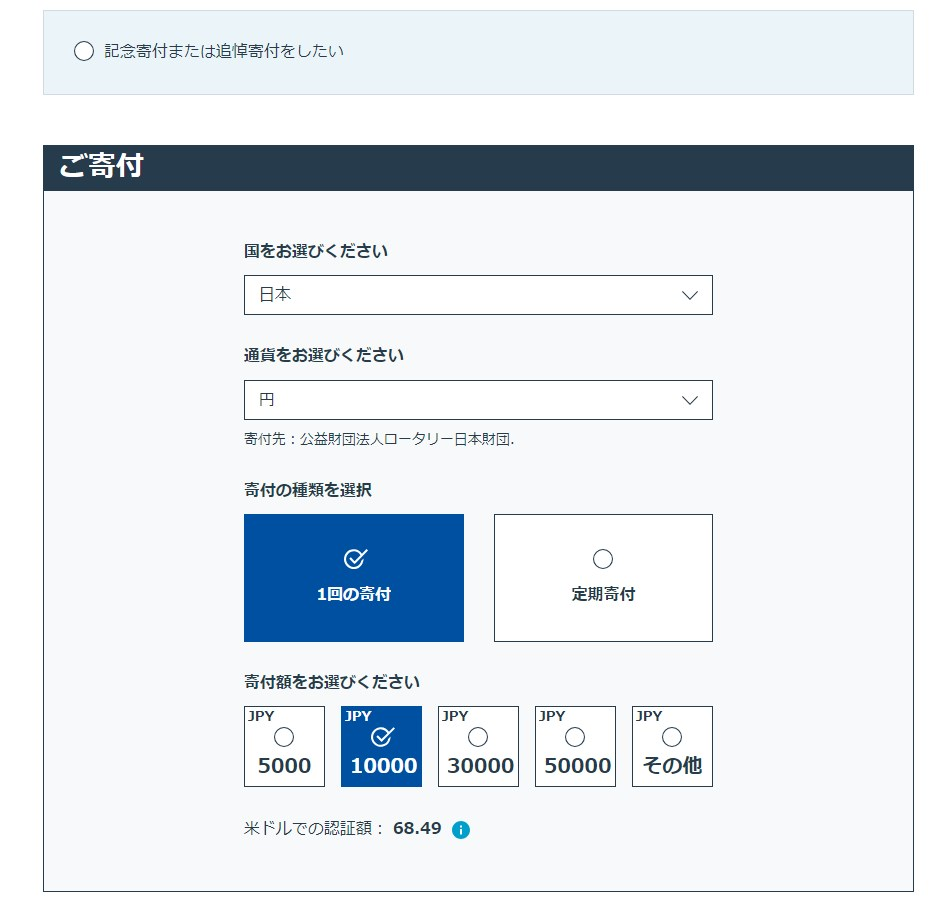 記念寄付または追悼寄付をしたい
ご寄付
国をお選びください
日本
通貨をお選びください
円
寄付先：公益財団法人ロータリー日本財団.
寄付の種類を選択
1回の寄付
定期寄付
寄付額をお選びください
JPY JPY JPY JPY JPY
5000 10000 30000 50000 その他
米ドルでの認証額： 68.49